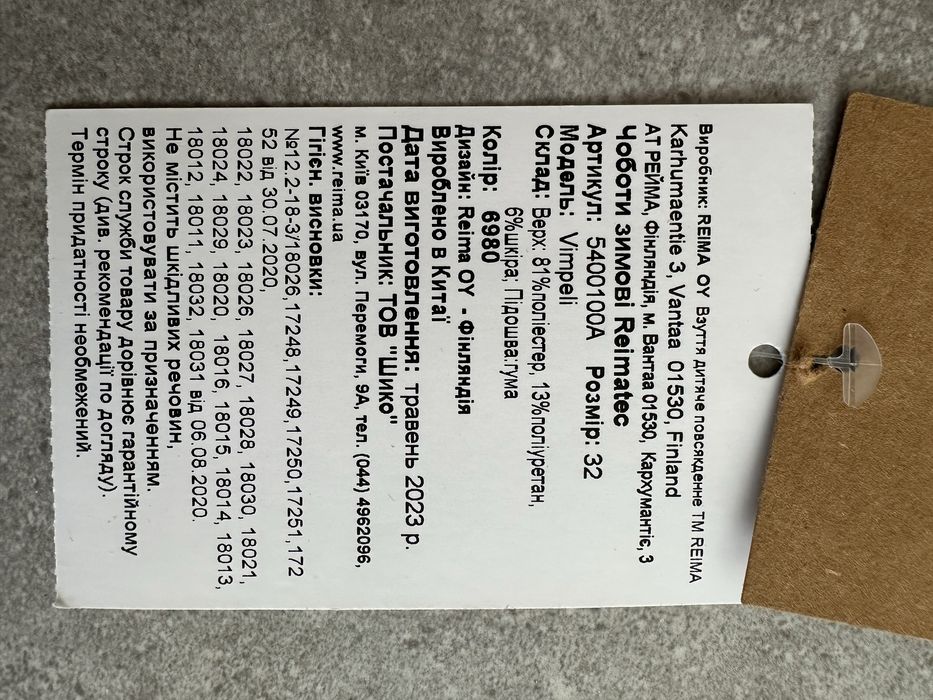 Виробник: REIMA OY Взуття дитяче повсякденне ТМ REIMA
Karhumaentie 3, Vantaa 01530, Finland
АТ РЕЙМА, Фінляндія, м. Вантаа 01530, Кархумантіє, 3
Чоботи зимові Reimatec
Артикул: 5400100A Розмір: 32
Модель: Vimpeli
Склад: Верх: 81%поліестер, 13%поліуретан,
6%шкіра; Підошва:гума
Колір: 6980
Дизайн: Reima OY - Фінляндія
Вироблено в Китаї
Дата виготовлення: травень 2023 р.
Постачальник: ТОВ "Шико"
м. Київ 03170, вул. Перемоги, 9А, тел. (044) 4962096,
www.reima.ua
Гігієн. висновки:
№12.2-18-3/18026,17248,17249,17250,17251,172
52 від 30.07.2020,
18022, 18023, 18026, 18027, 18028, 18030, 18021,
18024, 18029, 18020, 18016, 18015, 18014, 18013,
18012, 18011, 18032, 18031 від 06.08.2020.
Не містить шкідливих речовин,
використовувати за призначенням.
Строк служби товару дорівнює гарантійному
строку (див. рекомендації по догляду).
Термін придатності необмежений.